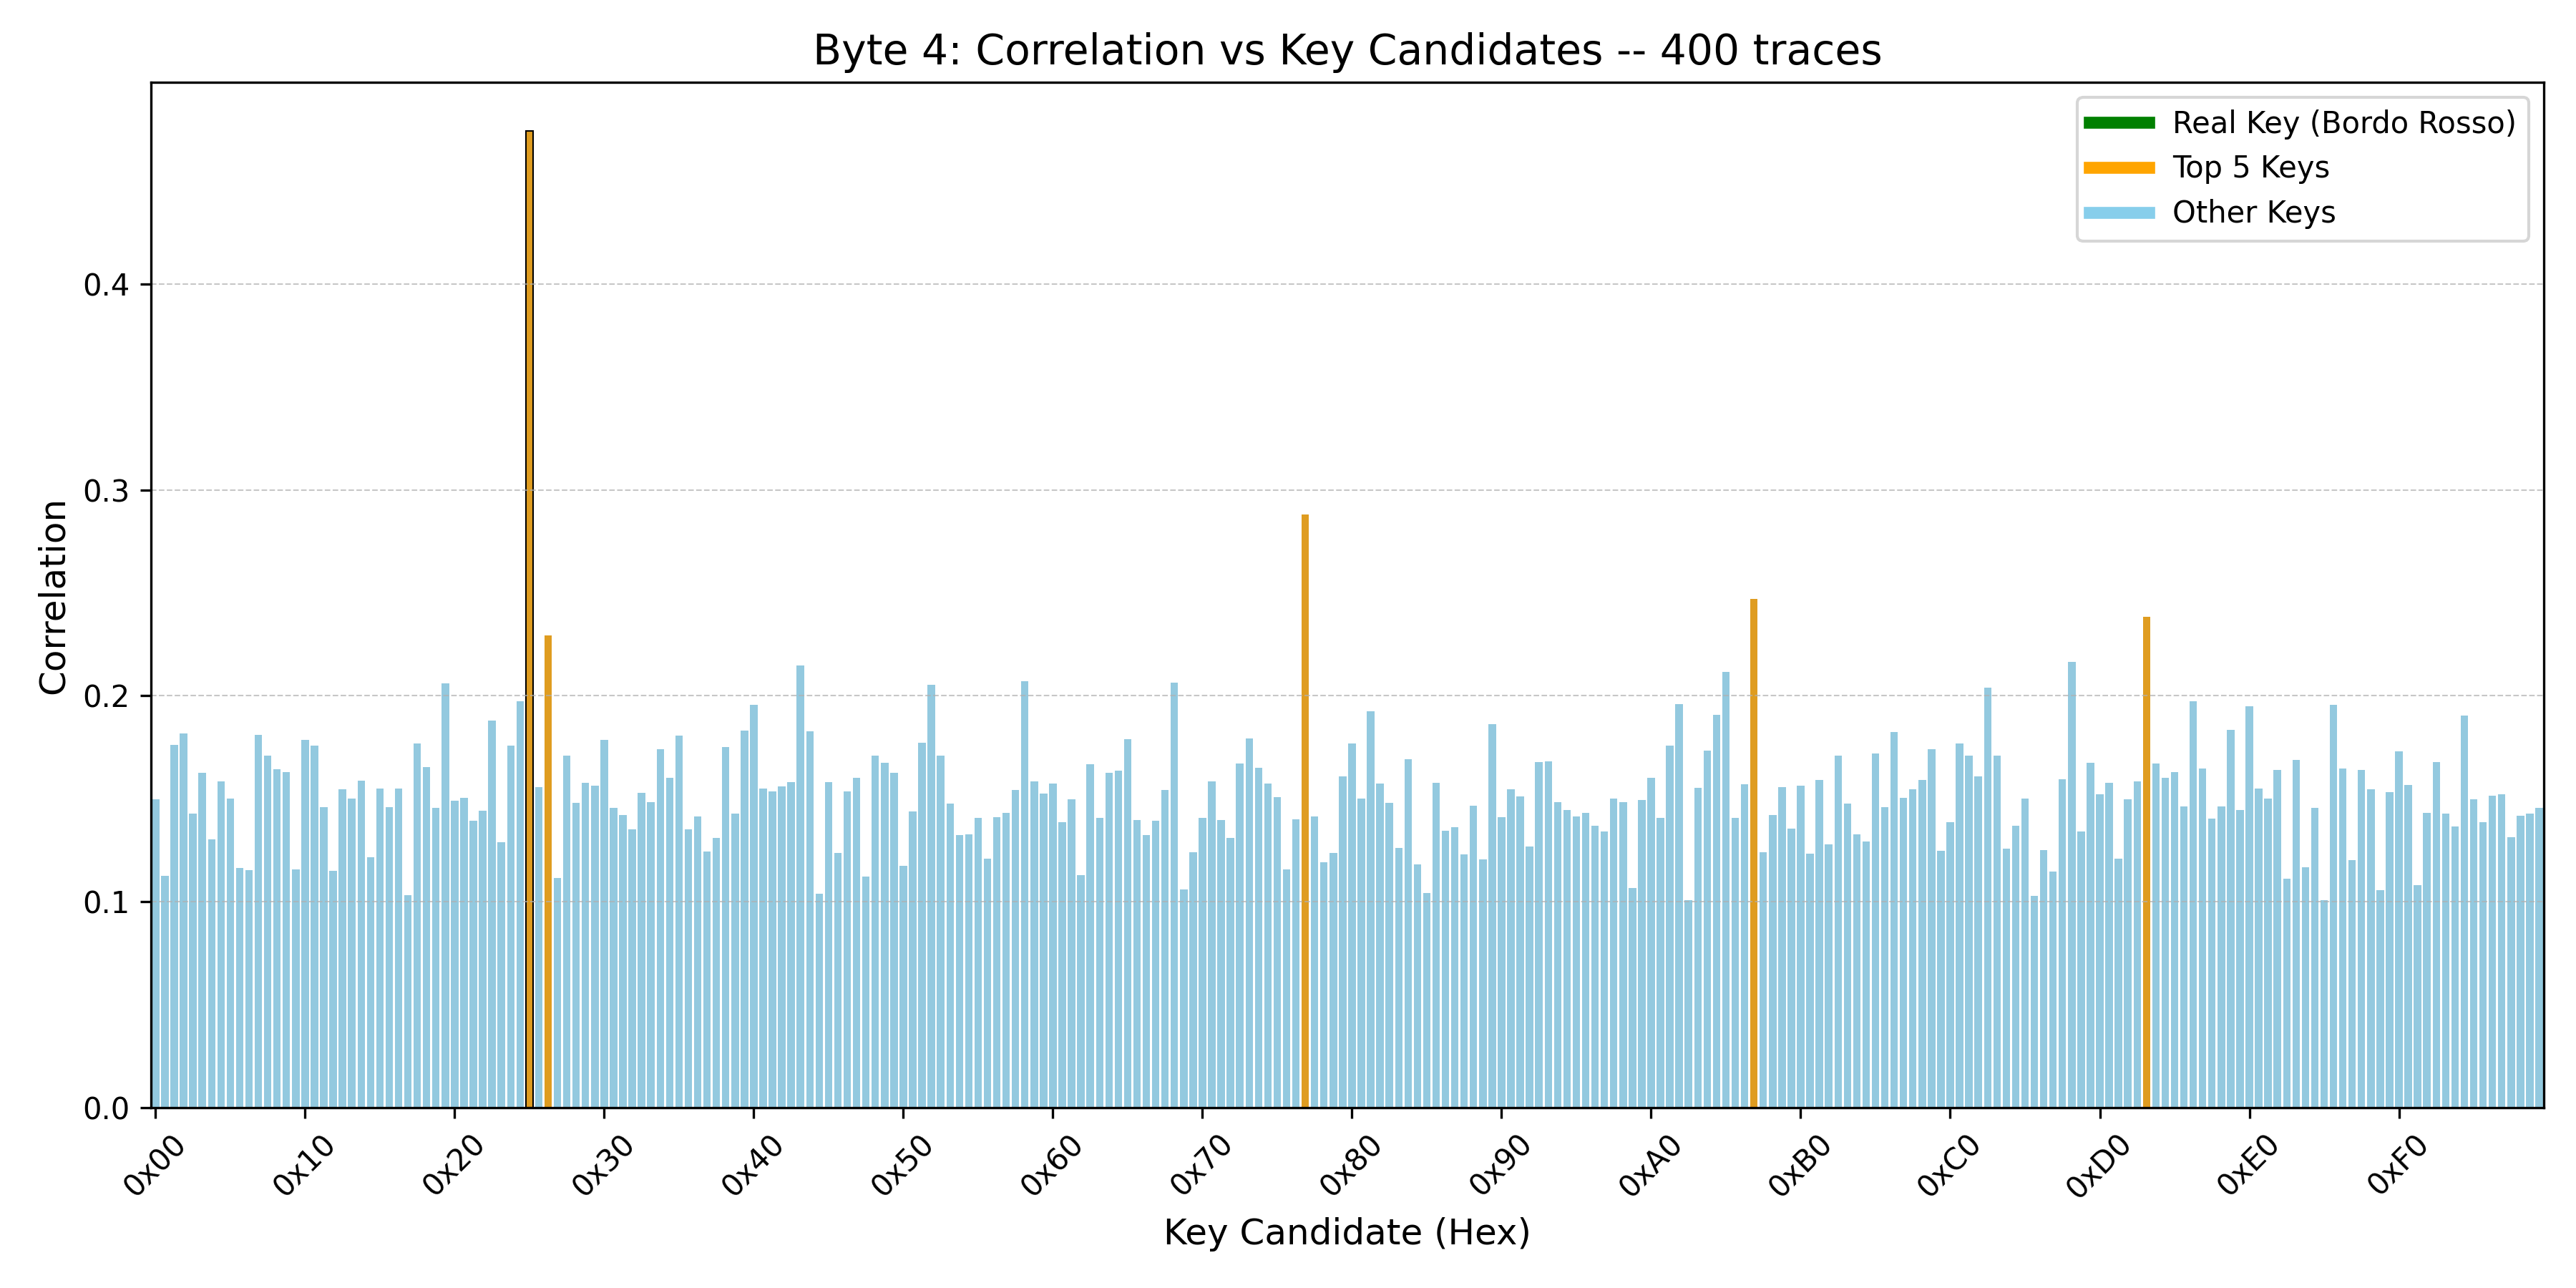 Byte 4: Correlation vs Key Candidates -- 400 traces
Real Key (Bordo Rosso)
Top 5 Keys
Other Keys
Correlation
0.4
0.3
0.2
0.1
0.0
0x00 0x10 0x20 0x30 0x40 0x50 0x60 0x70 0x80 0x90 0xA0 0xB0 0xC0 0xD0 0xE0 0xF0
Key Candidate (Hex)